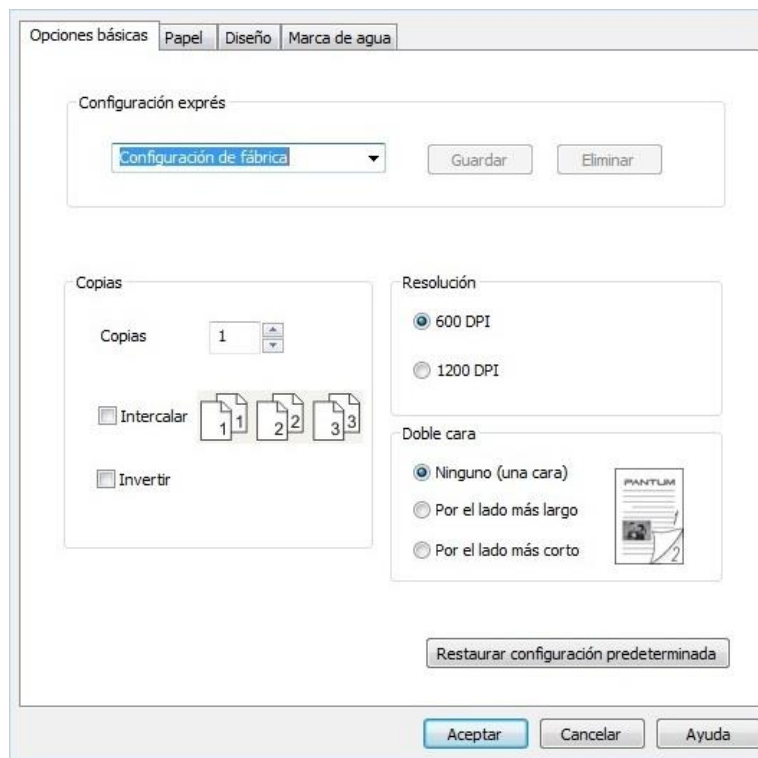 Opciones básicas Papel Diseño Marca de agua
Configuración exprés
Configuración de fábrica Guardar Eliminar
Copias
Copias 1
Intercalar 1 1 2 2 3 3
Invertir
Resolución
600 DPI
1200 DPI
Doble cara
Ninguno (una cara)
Por el lado más largo
Por el lado más corto
PANTUM
1
2
Restaurar configuración predeterminada
Aceptar Cancelar Ayuda